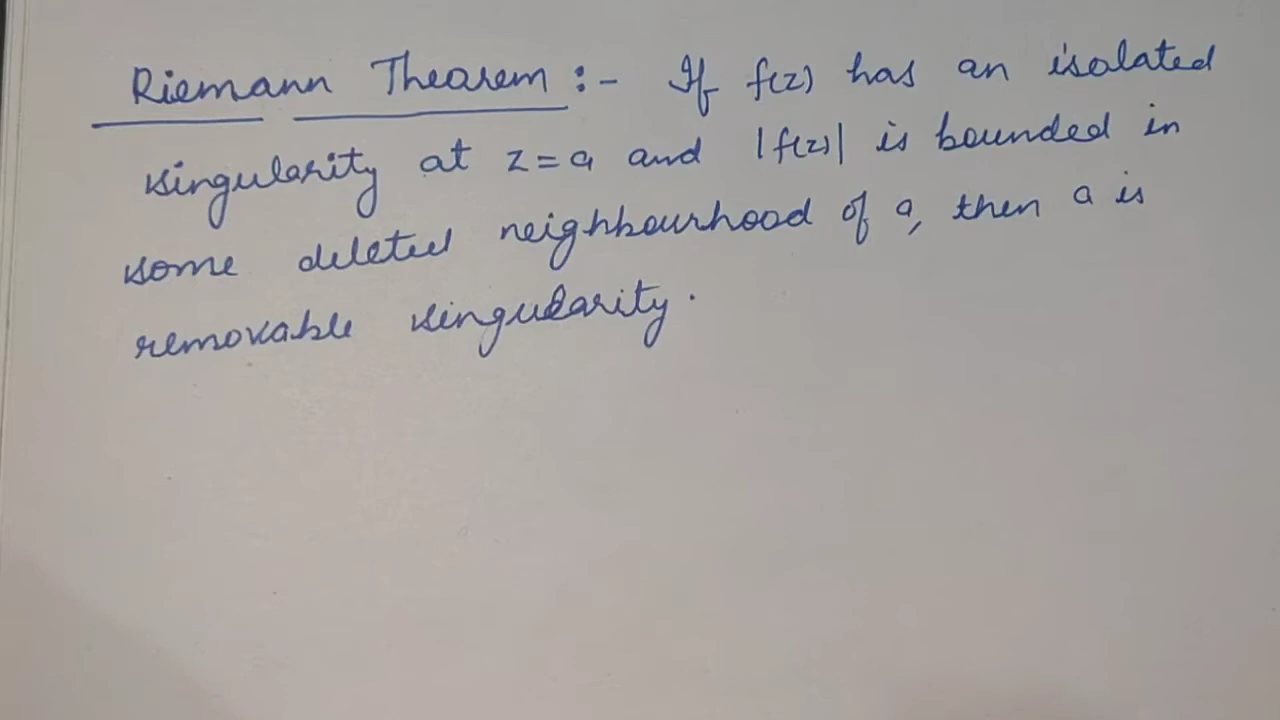 Riemann Thearem :- If f(z) has an isolated
singularity at z=a and |f(z)| is bounded in
some deleted neighbourhood of a, then a is
removable singularity.